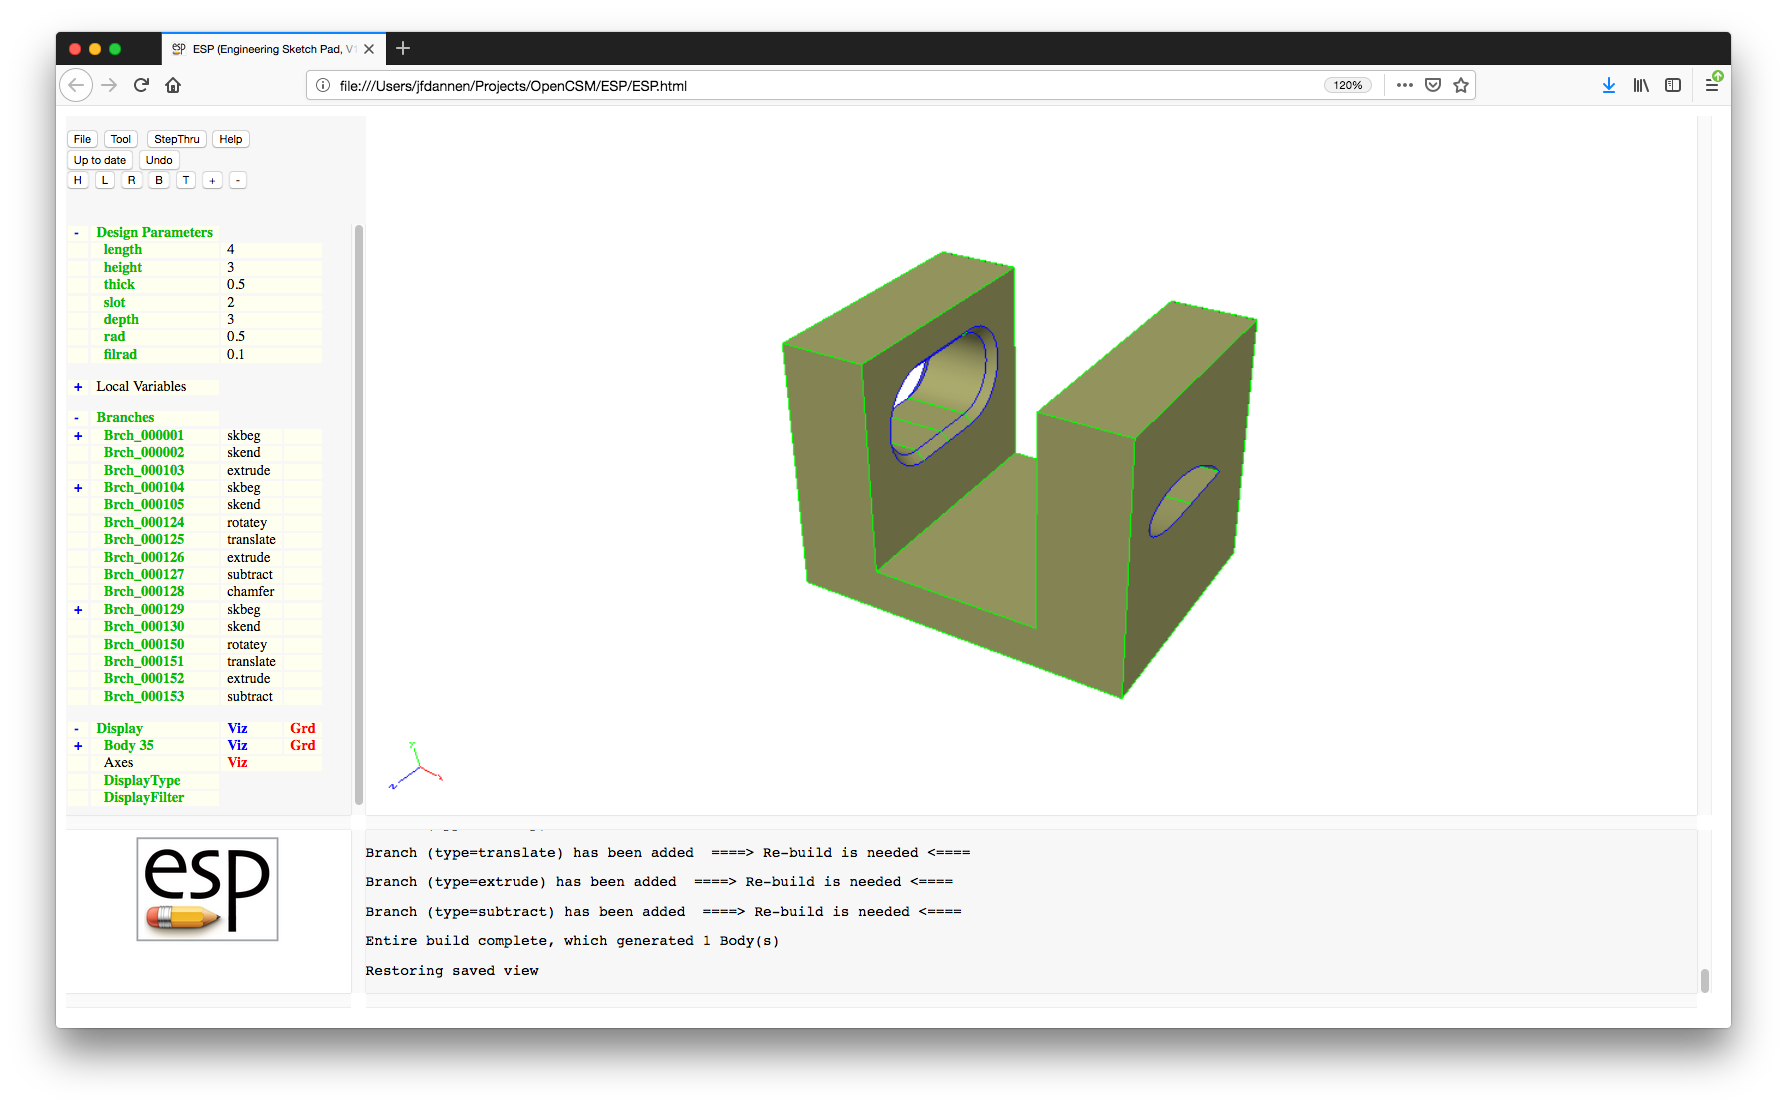 esp ESP (Engineering Sketch Pad, V1
file:///Users/jfdannen/Projects/OpenCSM/ESP/ESP.html 120%
File Tool StepThru Help
Up to date Undo
H L R B T + -
- Design Parameters
length 4
height 3
thick 0.5
slot 2
depth 3
rad 0.5
filrad 0.1
+ Local Variables
- Branches
+ Brch_000001 skbeg
Brch_000002 skend
Brch_000103 extrude
+ Brch_000104 skbeg
Brch_000105 skend
Brch_000124 rotatey
Brch_000125 translate
Brch_000126 extrude
Brch_000127 subtract
Brch_000128 chamfer
+ Brch_000129 skbeg
Brch_000130 skend
Brch_000150 rotatey
Brch_000151 translate
Brch_000152 extrude
Brch_000153 subtract
- Display Viz Grd
+ Body 35 Viz Grd
Axes Viz
DisplayType
DisplayFilter
Y
X
Z
esp
Branch (type=translate) has been added ====> Re-build is needed <====
Branch (type=extrude) has been added ====> Re-build is needed <====
Branch (type=subtract) has been added ====> Re-build is needed <====
Entire build complete, which generated 1 Body(s)
Restoring saved view